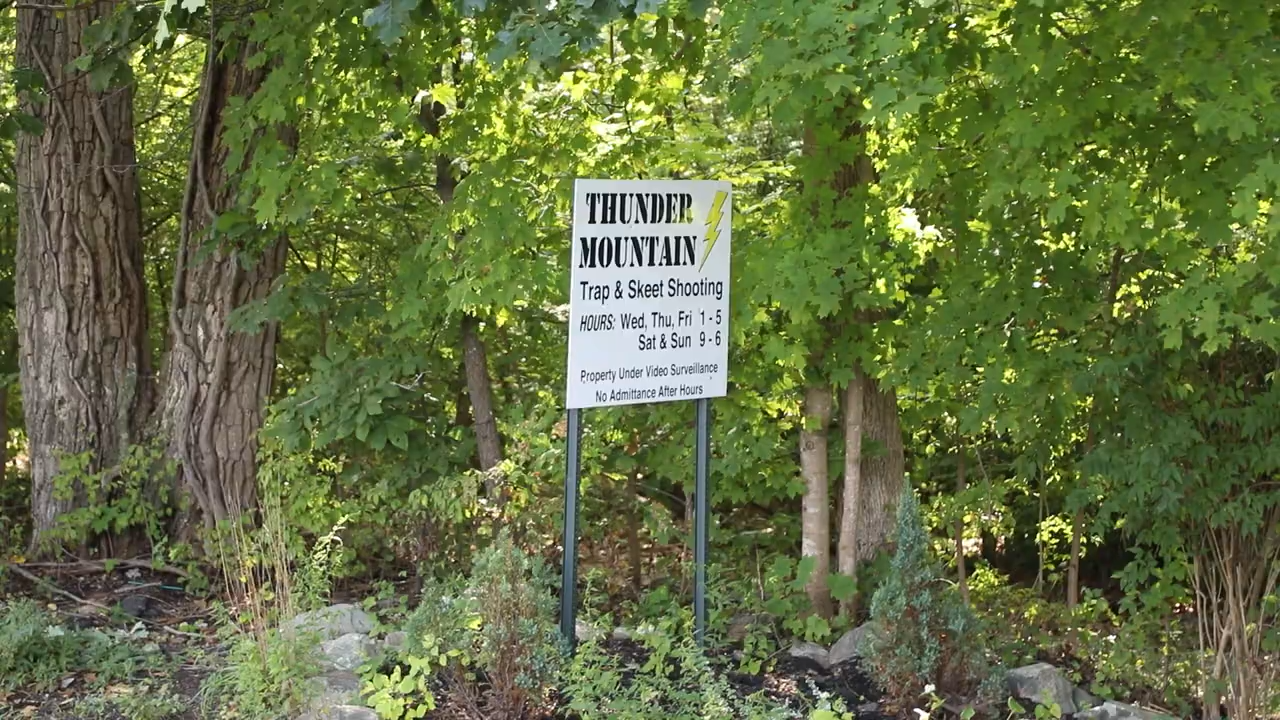 THUNDER
MOUNTAIN
Trap & Skeet Shooting
HOURS: Wed, Thu, Fri 1 - 5
Sat & Sun 9 - 6
Property Under Video Surveillance
No Admittance After Hours